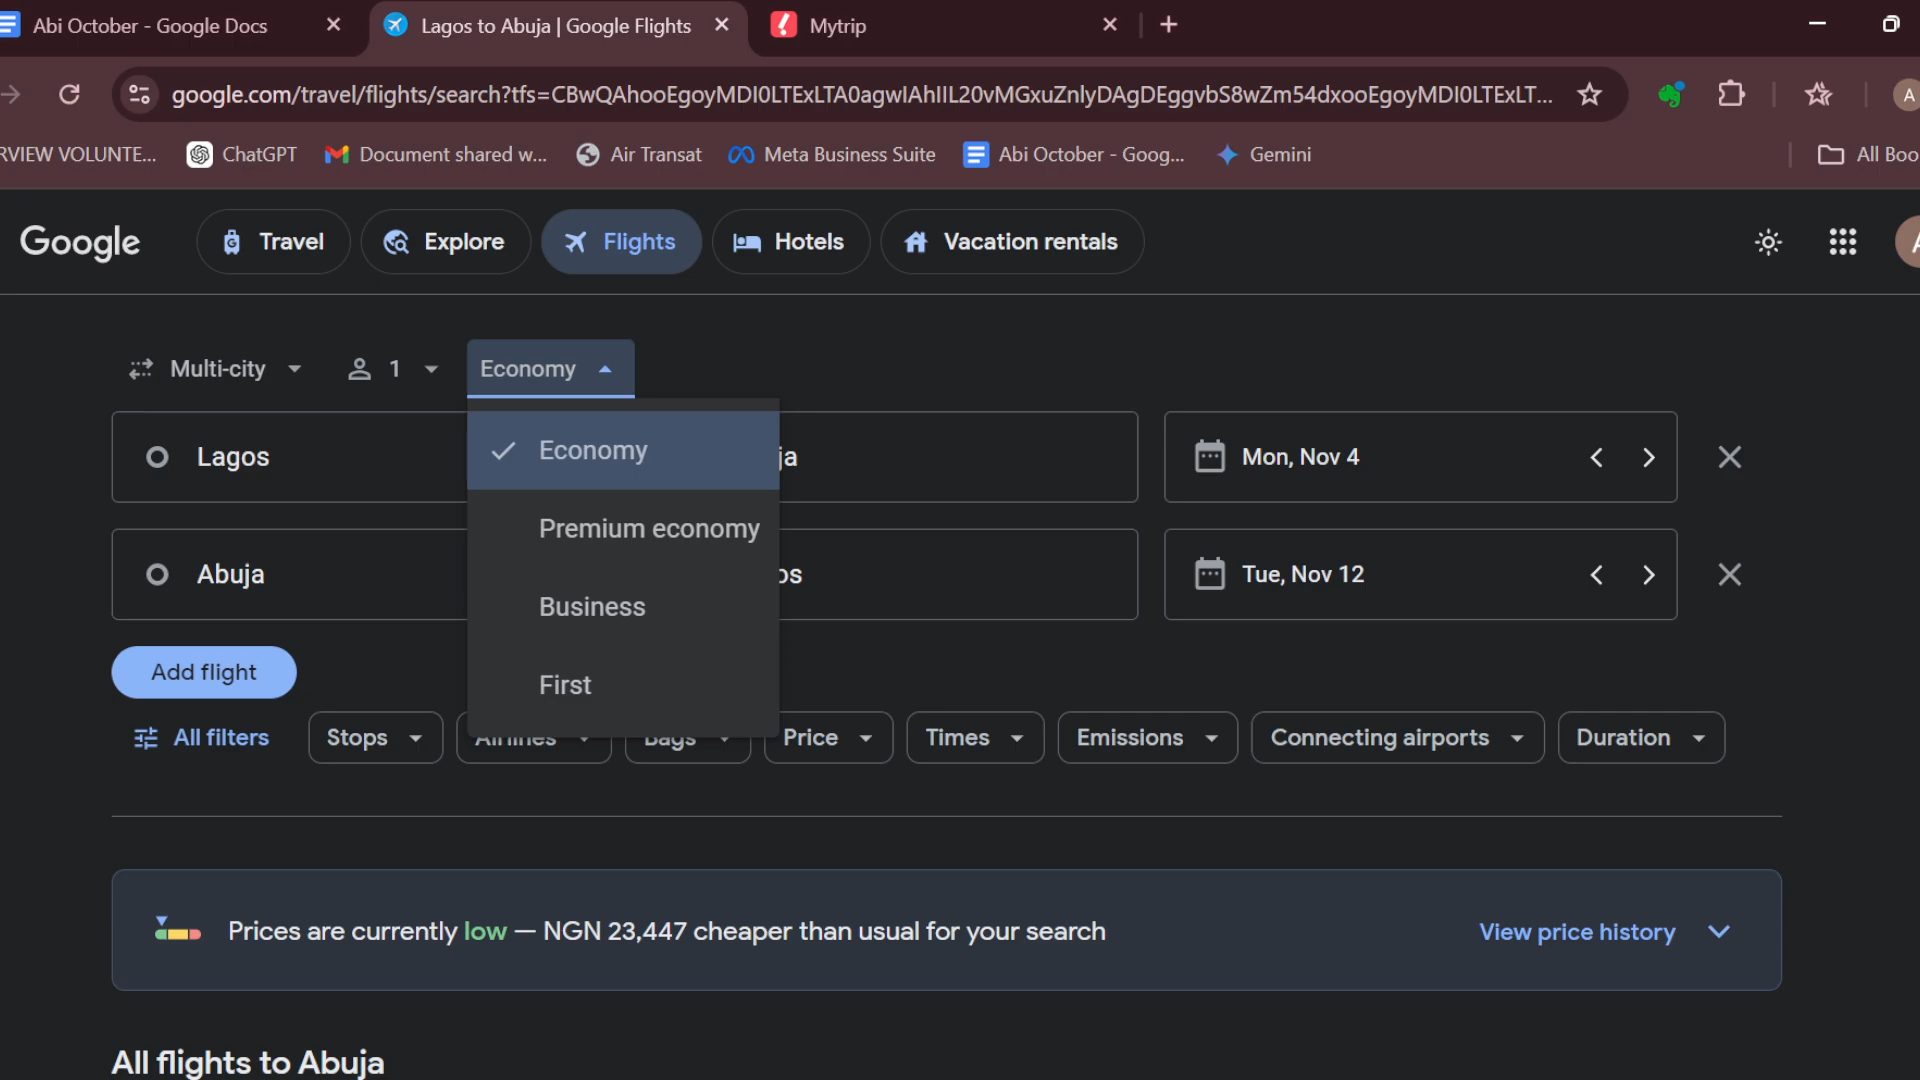 Abi October - Google Docs
Lagos to Abuja | Google Flights
Mytrip
google.com/travel/flights/search?tfs=CBwQAhooEgoyMDI0LTExLTA0agwIAhIIL20vMGxuZnlyDAgDEggvbS8wZm54dxooEgoyMDI0LTExLT...
A
RVIEW VOLUNTE...
ChatGPT
Document shared w...
Air Transat
Meta Business Suite
Abi October - Goog...
Gemini
All Boo
Google
Travel
Explore
Flights
Hotels
Vacation rentals
A
Multi-city
1
Economy
Lagos
Economy
ja
Mon, Nov 4
Premium economy
Abuja
os
Tue, Nov 12
Business
Add flight
First
All filters
Stops
Airlines
Bags
Price
Times
Emissions
Connecting airports
Duration
Prices are currently low — NGN 23,447 cheaper than usual for your search
View price history
All flights to Abuja